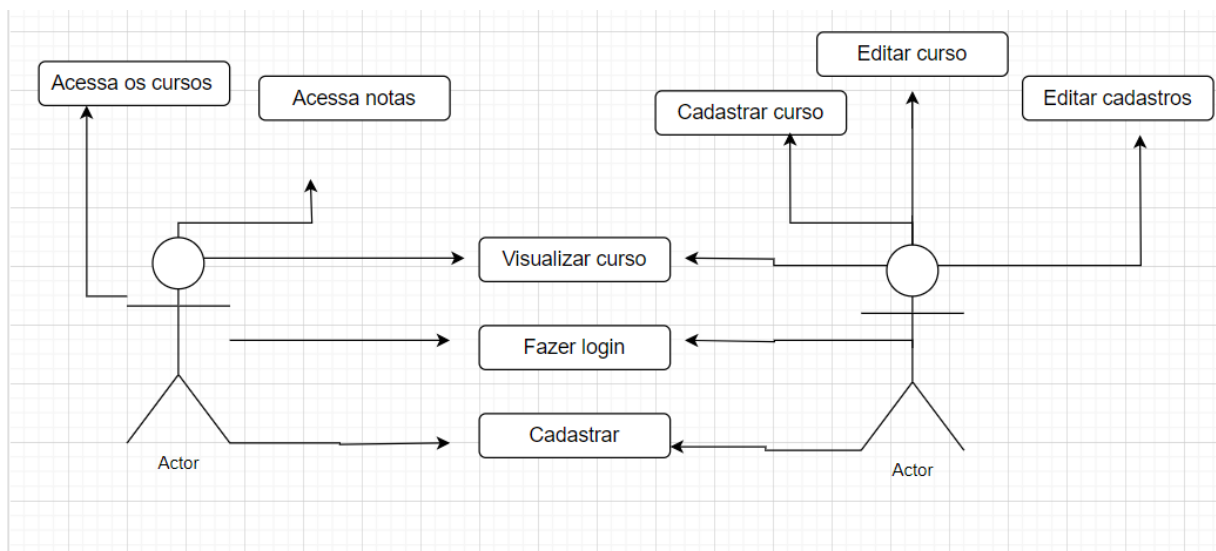 Editar curso
Acessa os cursos
Acessa notas
Cadastrar curso
Editar cadastros
Visualizar curso
Fazer login
Cadastrar
Actor
Actor